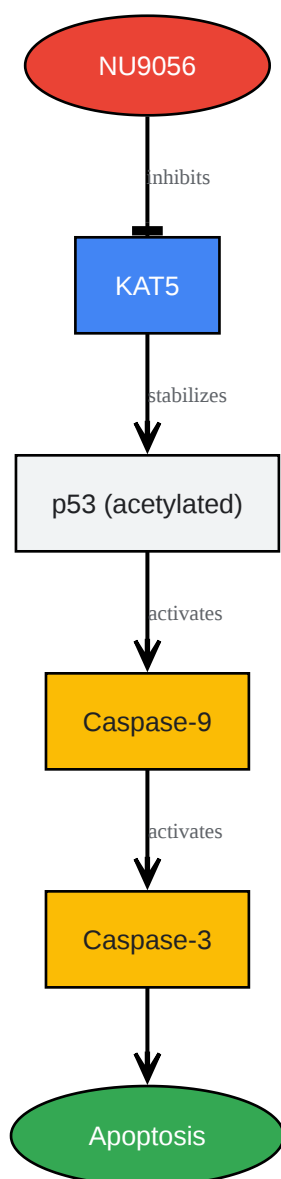 NU9056
inhibits
KAT5
stabilizes
p53 (acetylated)
activates
Caspase-9
activates
Caspase-3
Apoptosis